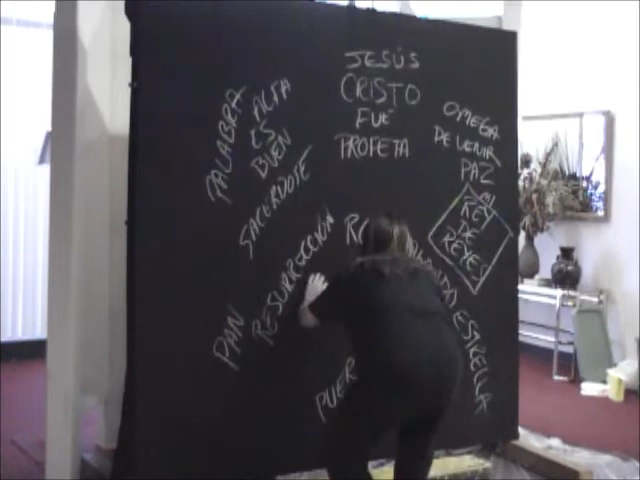 JESÚS
CRISTO
FUÉ
PROFETA
PALABRA
ALFA
ES
BUEN
SACERDOTE
OMEGA
DE VENIR
PAZ
REY
DE
REYES
RESURRECCIÓN
PAN
ESTRELLA
PUER